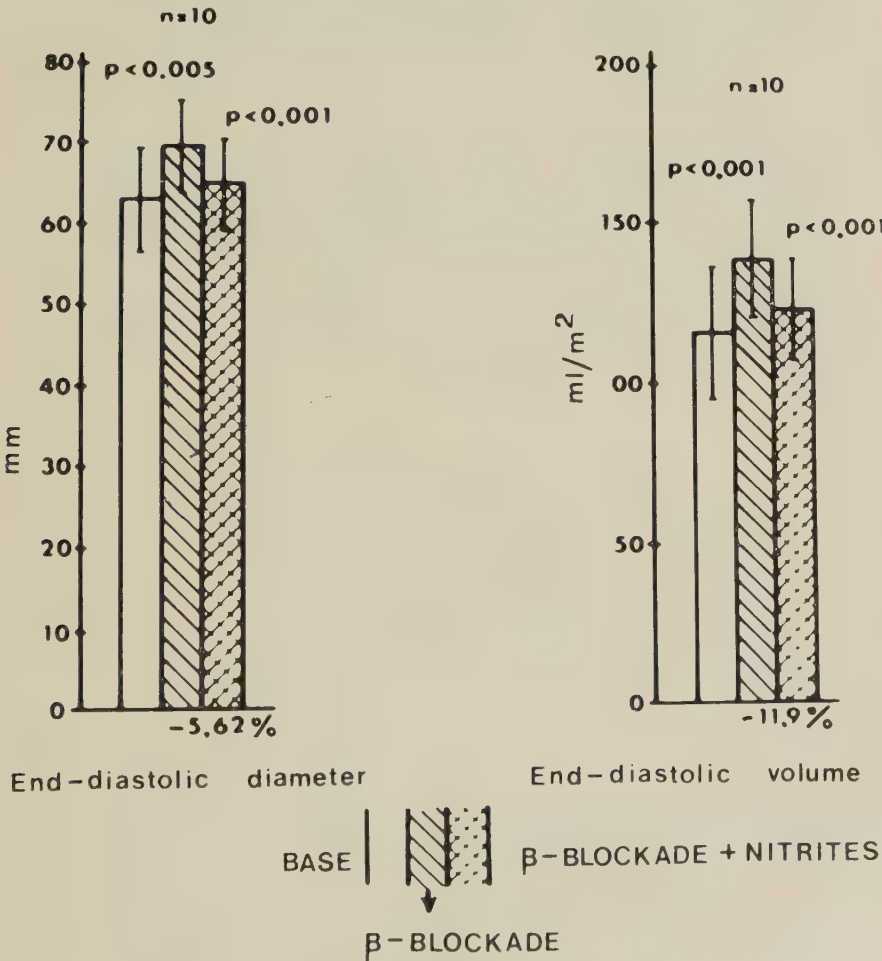 n=10
80
p<0.005
p<0.001
70
60
50
40
30
20
10
0
mm
-5.62%
End-diastolic diameter
200
n=10
p<0.001
150
p<0.001
00
50
0
ml/m²
-11.9%
End-diastolic volume
BASE
β-BLOCKADE + NITRITES
β-BLOCKADE